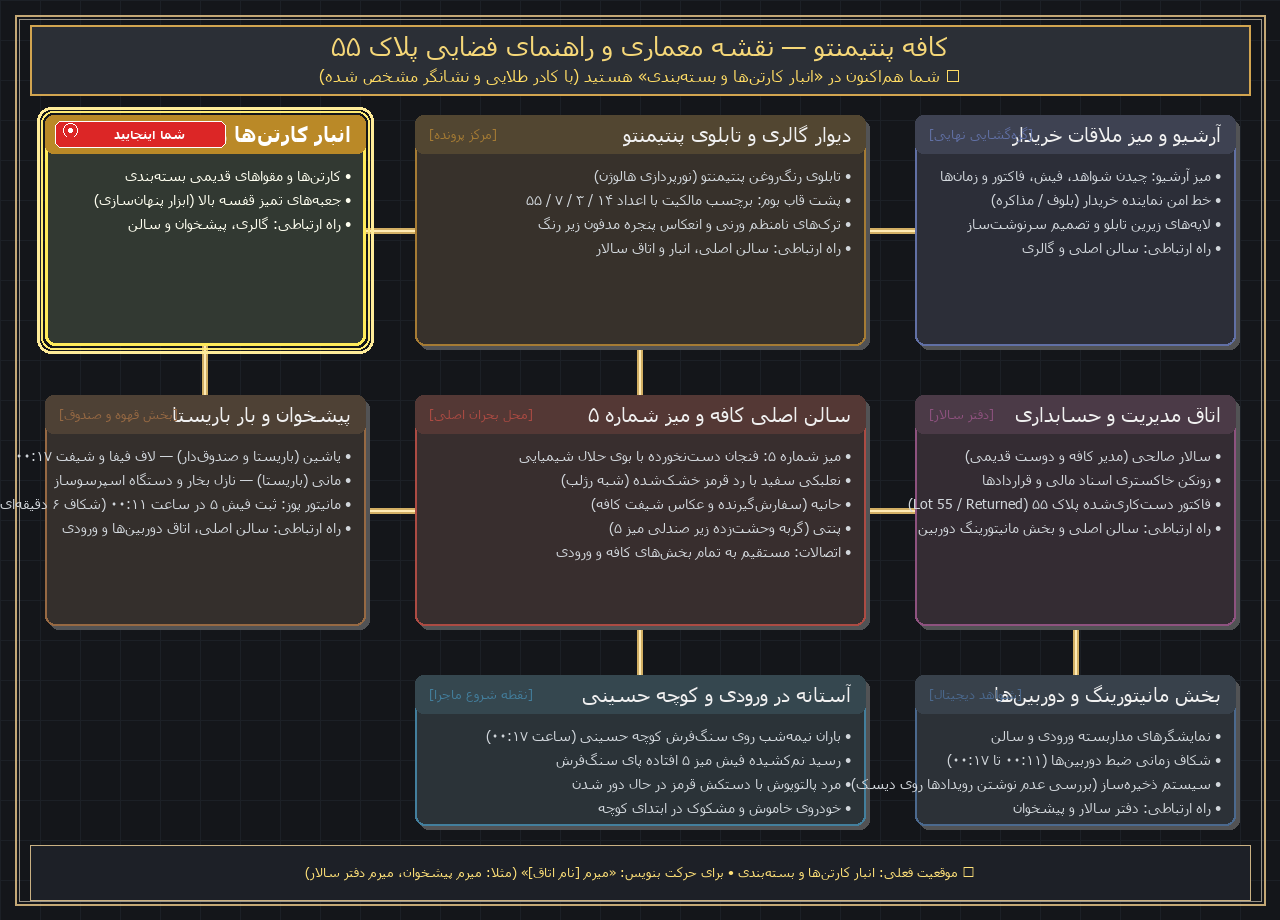 کافه پنتیمنتو — نقشه معماری و راهنمای فضایی پلاک ۵۵
□ شما هم‌اکنون در «انبار کارتن‌ها و بسته‌بندی» هستید (با کادر طلایی و نشانگر مشخص شده)
آرشیو و میز ملاقات خریدار
• میز آرشیو: چیدن شواهد، فیش، فاکتور و زمان‌ها
• خط امن نماینده خریدار (بلوف / مذاکره)
• لایه‌های زیرین تابلو و تصمیم سرنوشت‌ساز
• راه ارتباطی: سالن اصلی و گالری
دیوار گالری و تابلوی پنتیمنتو [مرکز پرونده]
• تابلوی رنگ‌روغن پنتیمنتو (نورپردازی هالوژن)
• پشت قاب بوم: برچسب مالکیت با اعداد ۱۴ / ۳ / ۷ / ۵۵
• ترک‌های نامنظم ورنی و انعکاس پنجره مدفون زیر رنگ
• راه ارتباطی: سالن اصلی، انبار و اتاق سالار
انبار کارتن‌ها شما اینجایید
• کارتن‌ها و مقواهای قدیمی بسته‌بندی
• جعبه‌های تمیز قفسه بالا (ابزار پنهان‌سازی)
• راه ارتباطی: گالری، پیشخوان و سالن
اتاق مدیریت و حسابداری [دفتر سالار]
• سالار صالحی (مدیر کافه و دوست قدیمی)
• زونکن خاکستری اسناد مالی و قراردادها
• فاکتور دست‌کاری‌شده پلاک ۵۵ (Lot 55 / Returned)
• راه ارتباطی: سالن اصلی و بخش مانیتورینگ دوربین
سالن اصلی کافه و میز شماره ۵ [محل بحران اصلی]
• میز شماره ۵: فنجان دست‌نخورده با بوی حلال شیمیایی
• نعلبکی سفید با رد قرمز خشک‌شده (شبه رژلب)
• حانیه (سفارش‌گیرنده و عکاس شیفت کافه)
• پنتی (گربه وحشت‌زده زیر صندلی میز ۵)
• اتصالات: مستقیم به تمام بخش‌های کافه و ورودی
پیشخوان و بار باریستا [بخش قهوه و صندوق]
• یاشین (باریستا و صندوق‌دار) — لاف فیفا و شیفت ۰۰:۱۷
• مانی (باریستا) — نازل بخار و دستگاه اسپرسوساز
• مانیتور پوز: ثبت فیش ۵ در ساعت ۰۰:۱۱ (شکاف ۶ دقیقه‌ای
• راه ارتباطی: سالن اصلی، اتاق دوربین‌ها و ورودی
بخش مانیتورینگ و دوربین‌ها [شواهد دیجیتال]
• نمایشگرهای مداربسته ورودی و سالن
• شکاف زمانی ضبط دوربین‌ها (۰۰:۱۱ تا ۰۰:۱۷)
• سیستم ذخیره‌ساز (بررسی عدم نوشتن رویدادها روی دیسک)
• راه ارتباطی: دفتر سالار و پیشخوان
آستانه در ورودی و کوچه حسینی [نقطه شروع ماجرا]
• باران نیمه‌شب روی سنگ‌فرش کوچه حسینی (ساعت ۰۰:۱۷)
• رسید نم‌کشیده فیش میز ۵ افتاده پای سنگ‌فرش
• مرد پالتوپوش با دستکش قرمز در حال دور شدن
• خودروی خاموش و مشکوک در ابتدای کوچه
□ موقعیت فعلی: انبار کارتن‌ها و بسته‌بندی • برای حرکت بنویس: «میرم [نام اتاق]» (مثلا: میرم پیشخوان، میرم دفتر سالار)